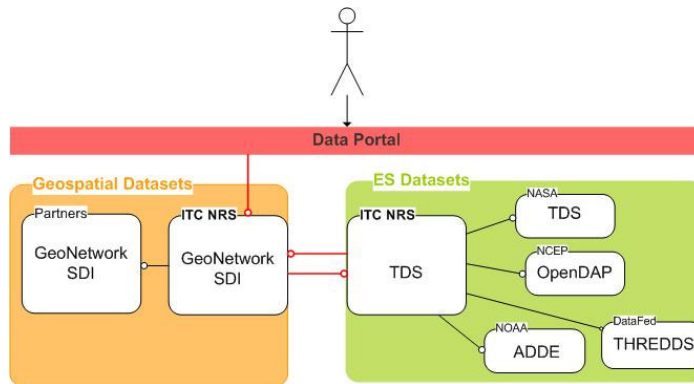 Data Portal
Geospatial Datasets
Partners
GeoNetwork
SDI
ITC NRS
GeoNetwork
SDI
ES Datasets
ITC NRS
TDS
NASA
TDS
NCEP
OpenDAP
DataFed
THREDDS
NOAA
ADDE